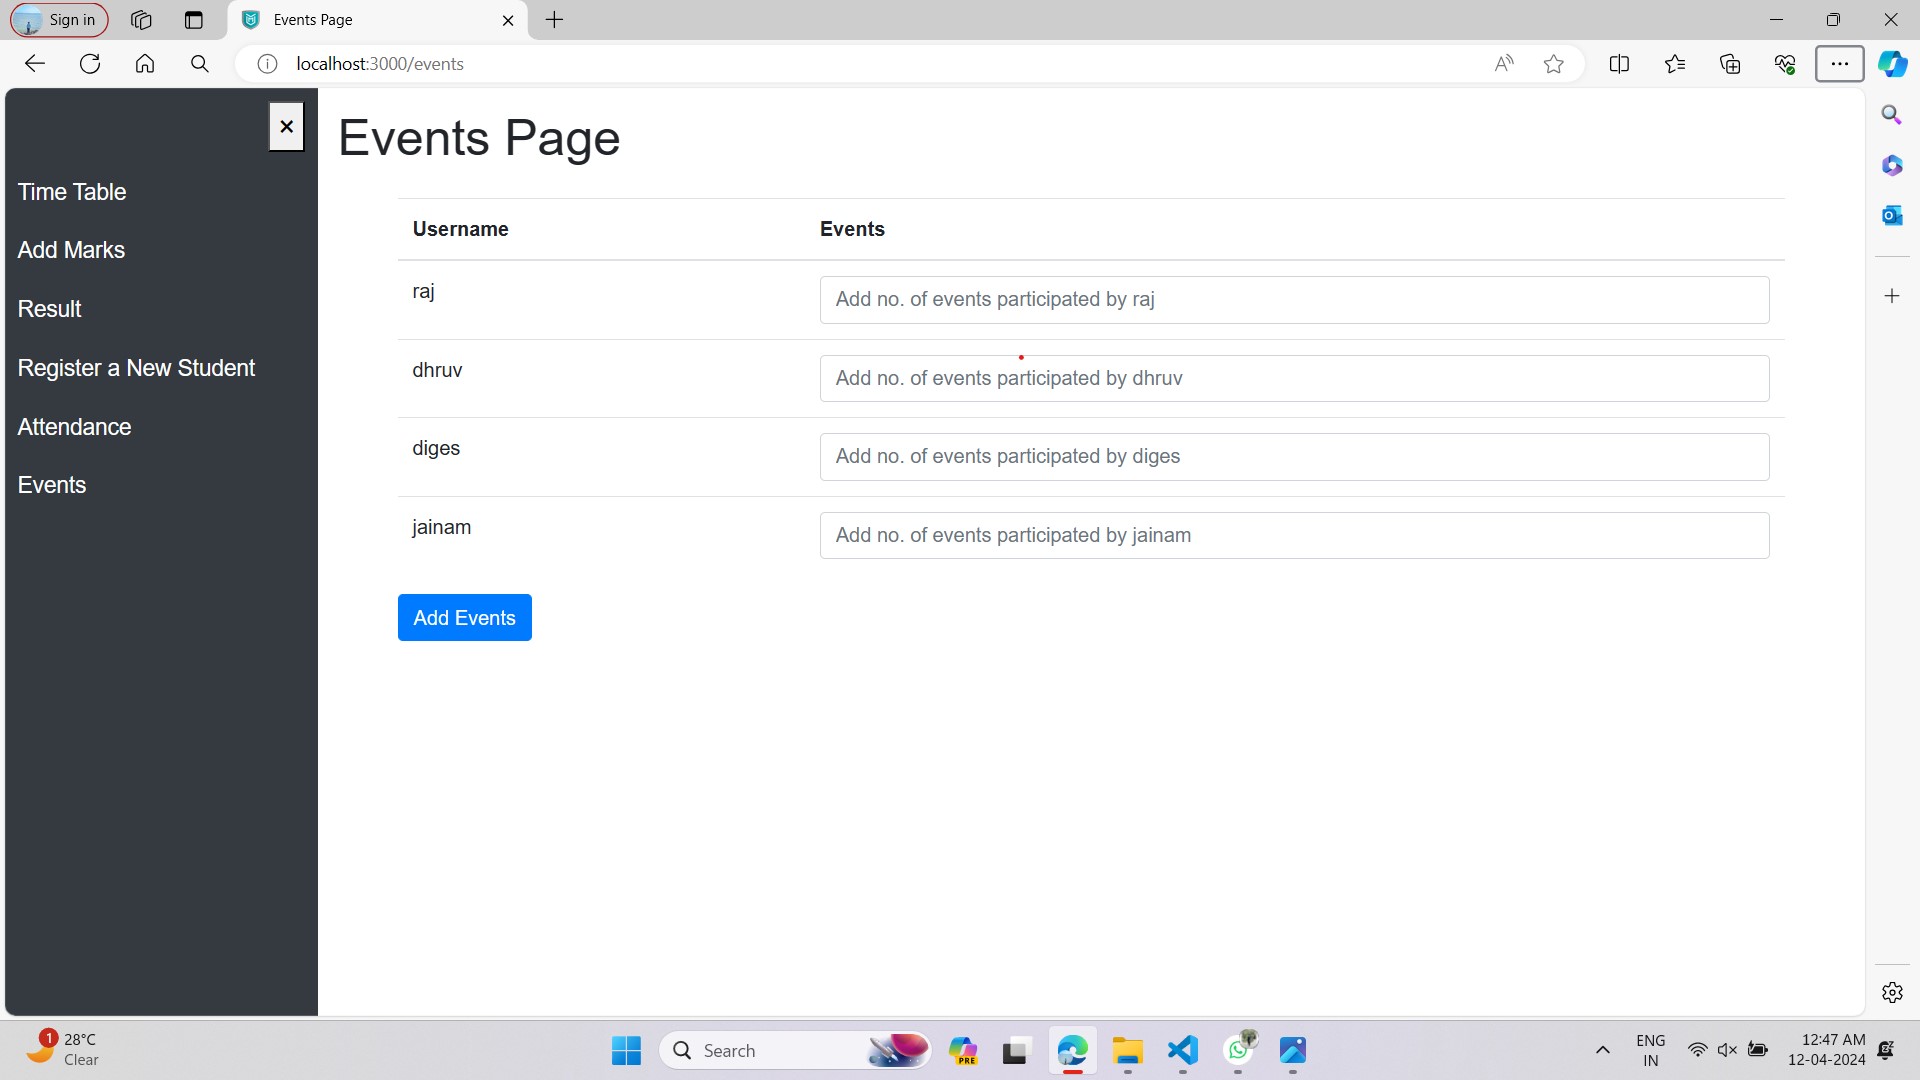 Sign in
Events Page
localhost:3000/events
×
Time Table
Add Marks
Result
Register a New Student
Attendance
Events
Events Page
Username Events
raj Add no. of events participated by raj
dhruv Add no. of events participated by dhruv
diges Add no. of events participated by diges
jainam Add no. of events participated by jainam
Add Events
1
28°C
Clear
Search
PRE
ENG
IN
12:47 AM
12-04-2024